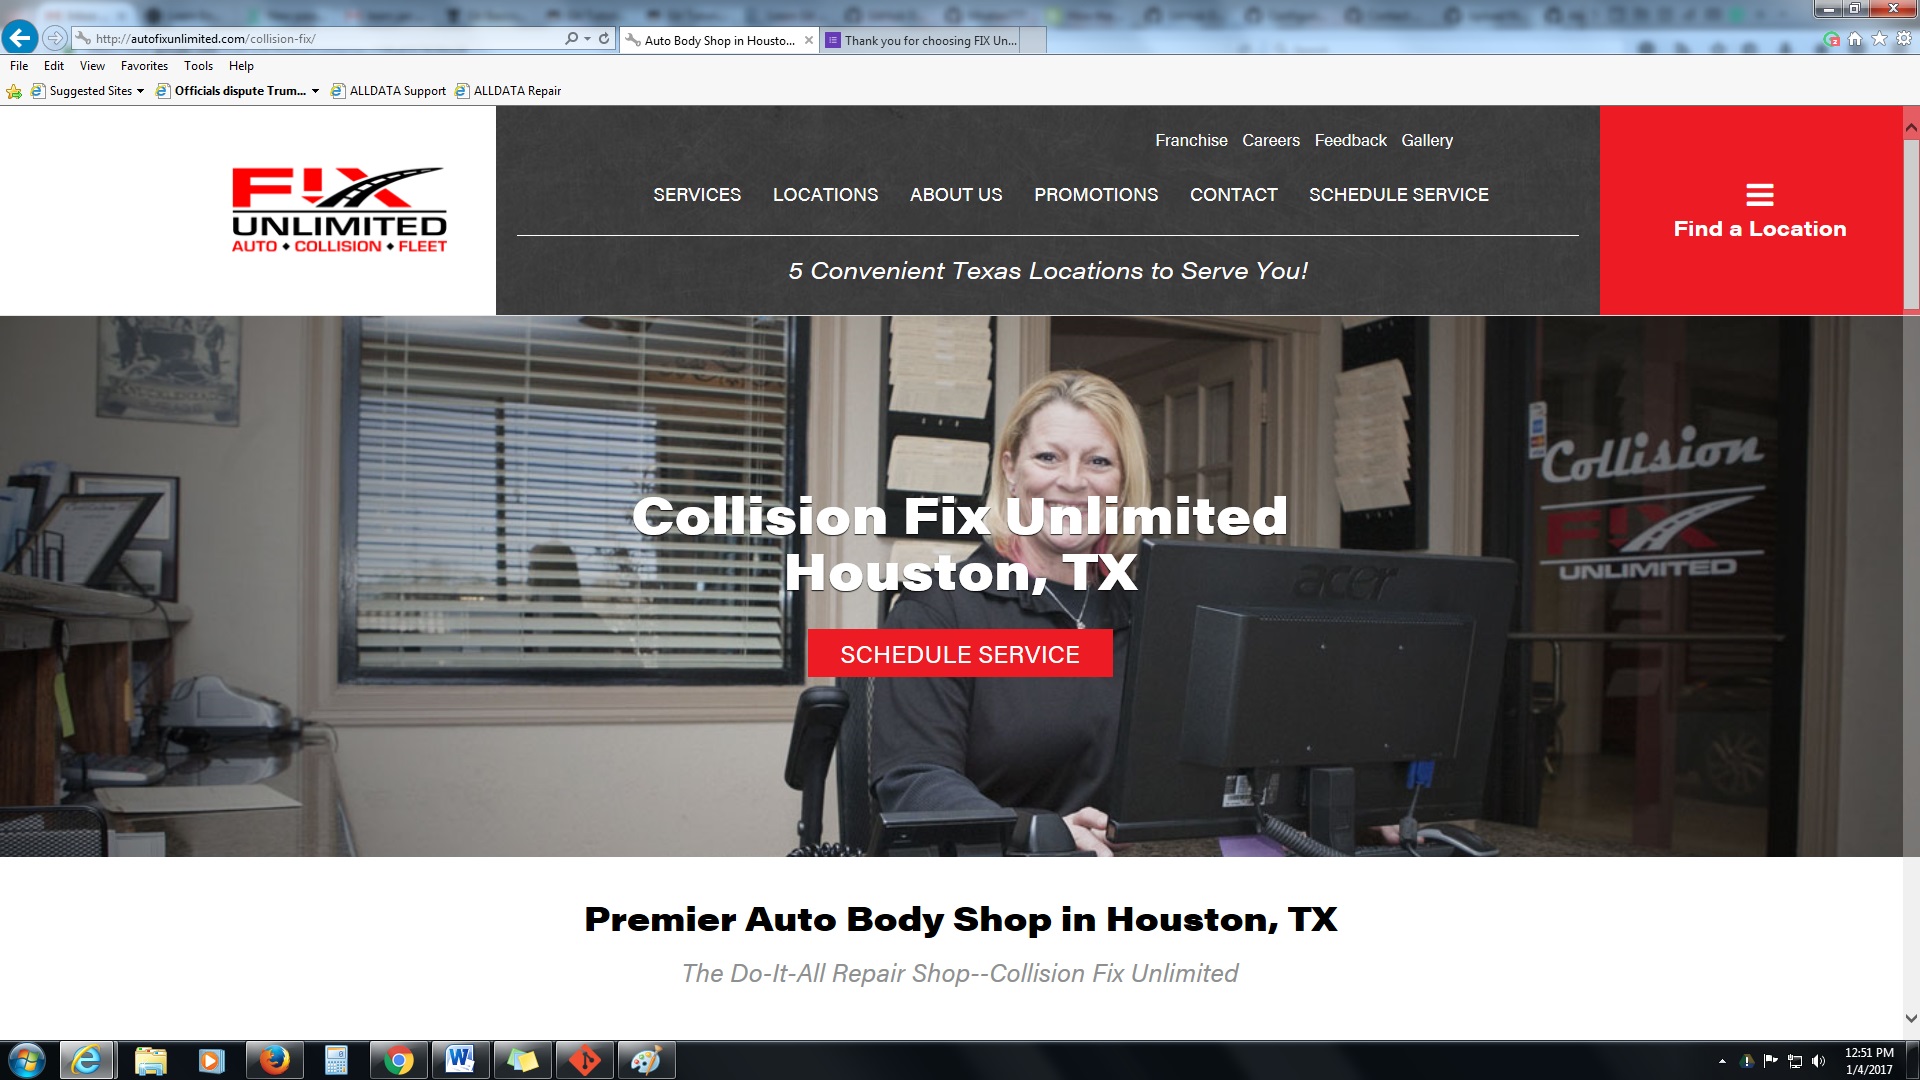 http://autofixunlimited.com/collision-fix/
Auto Body Shop in Housto...
Thank you for choosing FIX Un...
File Edit View Favorites Tools Help
Suggested Sites
Officials dispute Trum...
ALLDATA Support
ALLDATA Repair
FIX
UNLIMITED
AUTO • COLLISION • FLEET
Franchise Careers Feedback Gallery
SERVICES LOCATIONS ABOUT US PROMOTIONS CONTACT SCHEDULE SERVICE
5 Convenient Texas Locations to Serve You!
Find a Location
Collision
FIX
UNLIMITED
acer
Collision Fix Unlimited
Houston, TX
SCHEDULE SERVICE
Premier Auto Body Shop in Houston, TX
The Do-It-All Repair Shop--Collision Fix Unlimited
12:51 PM
1/4/2017